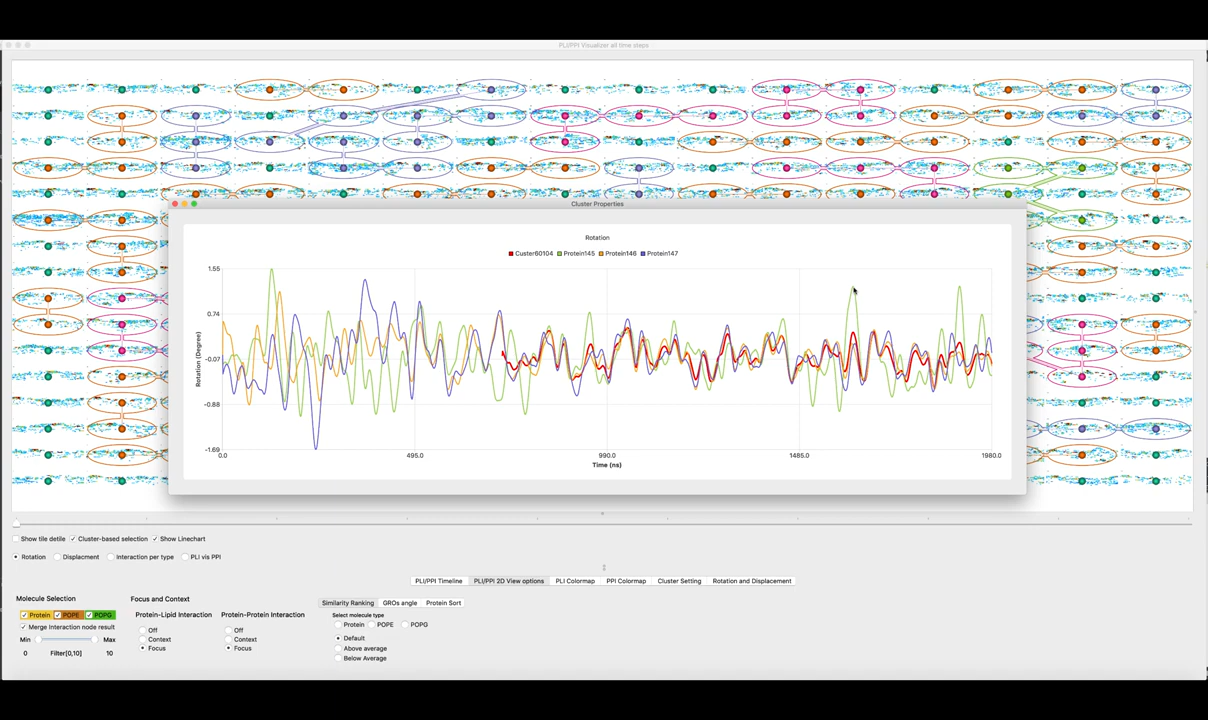 PLI/PPI Visualizer all time steps
Cluster Properties
Rotation
Custer60104 Protein145 Protein146 Protein147
1.55
0.74
-0.07
-0.88
-1.69
Rotation (Degree)
0.0 495.0 990.0 1485.0 1980.0
Time (ns)
Show tile detile Cluster-based selection Show Linechart
Rotation Displacment Interaction per type PLI vis PPI
PLI/PPI Timeline PLI/PPI 2D View options PLI Colormap PPI Colormap Cluster Setting Rotation and Displacement
Molecule Selection
Protein POPE POPG
Merge Interaction node result
Min Max
0 Filter[0,10] 10
Focus and Context
Protein-Lipid Interaction Protein-Protein Interaction
Off Off
Context Context
Focus Focus
Similarity Ranking GROs angle Protein Sort
Select molecule type
Protein POPE POPG
Default
Above average
Below Average